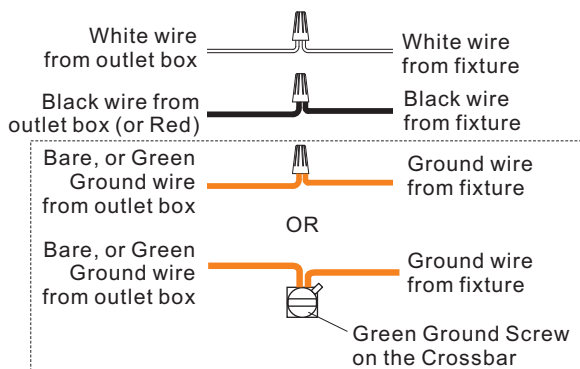 White wire
from outlet box
White wire
from fixture
Black wire from
outlet box (or Red)
Black wire
from fixture
Bare, or Green
Ground wire
from outlet box
Ground wire
from fixture
OR
Bare, or Green
Ground wire
from outlet box
Ground wire
from fixture
Green Ground Screw
on the Crossbar